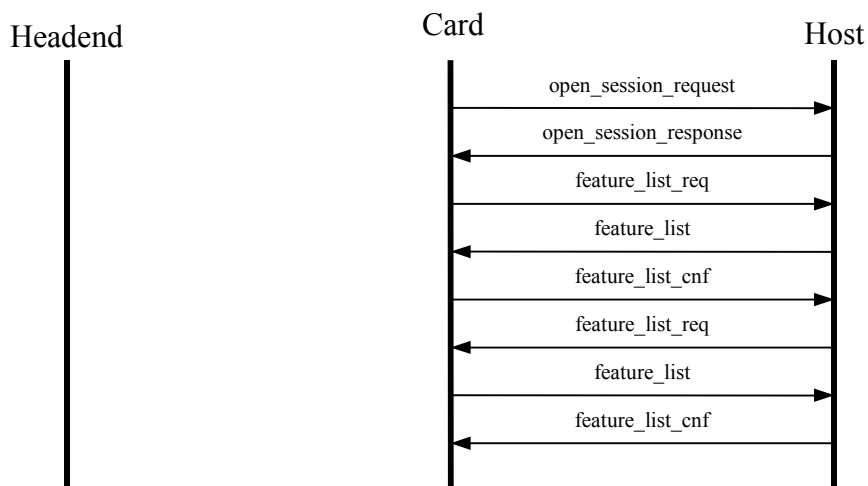 Headend
Card
Host
open_session_request
open_session_response
feature_list_req
feature_list
feature_list_cnf
feature_list_req
feature_list
feature_list_cnf